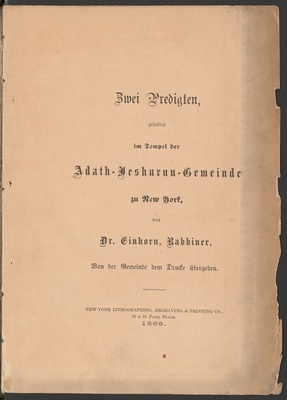 Zwei Predigten,
gehalten
im Tempel der
Adath-Jeshurun-Gemeinde
zu New York,
von
Dr. Einhorn, Rabbiner.
Von der Gemeinde dem Drucke übergeben.
NEW YORK LITHOGRAPHING, ENGRAVING & PRINTING CO.,
16 & 18 PARK PLACE.
1866.